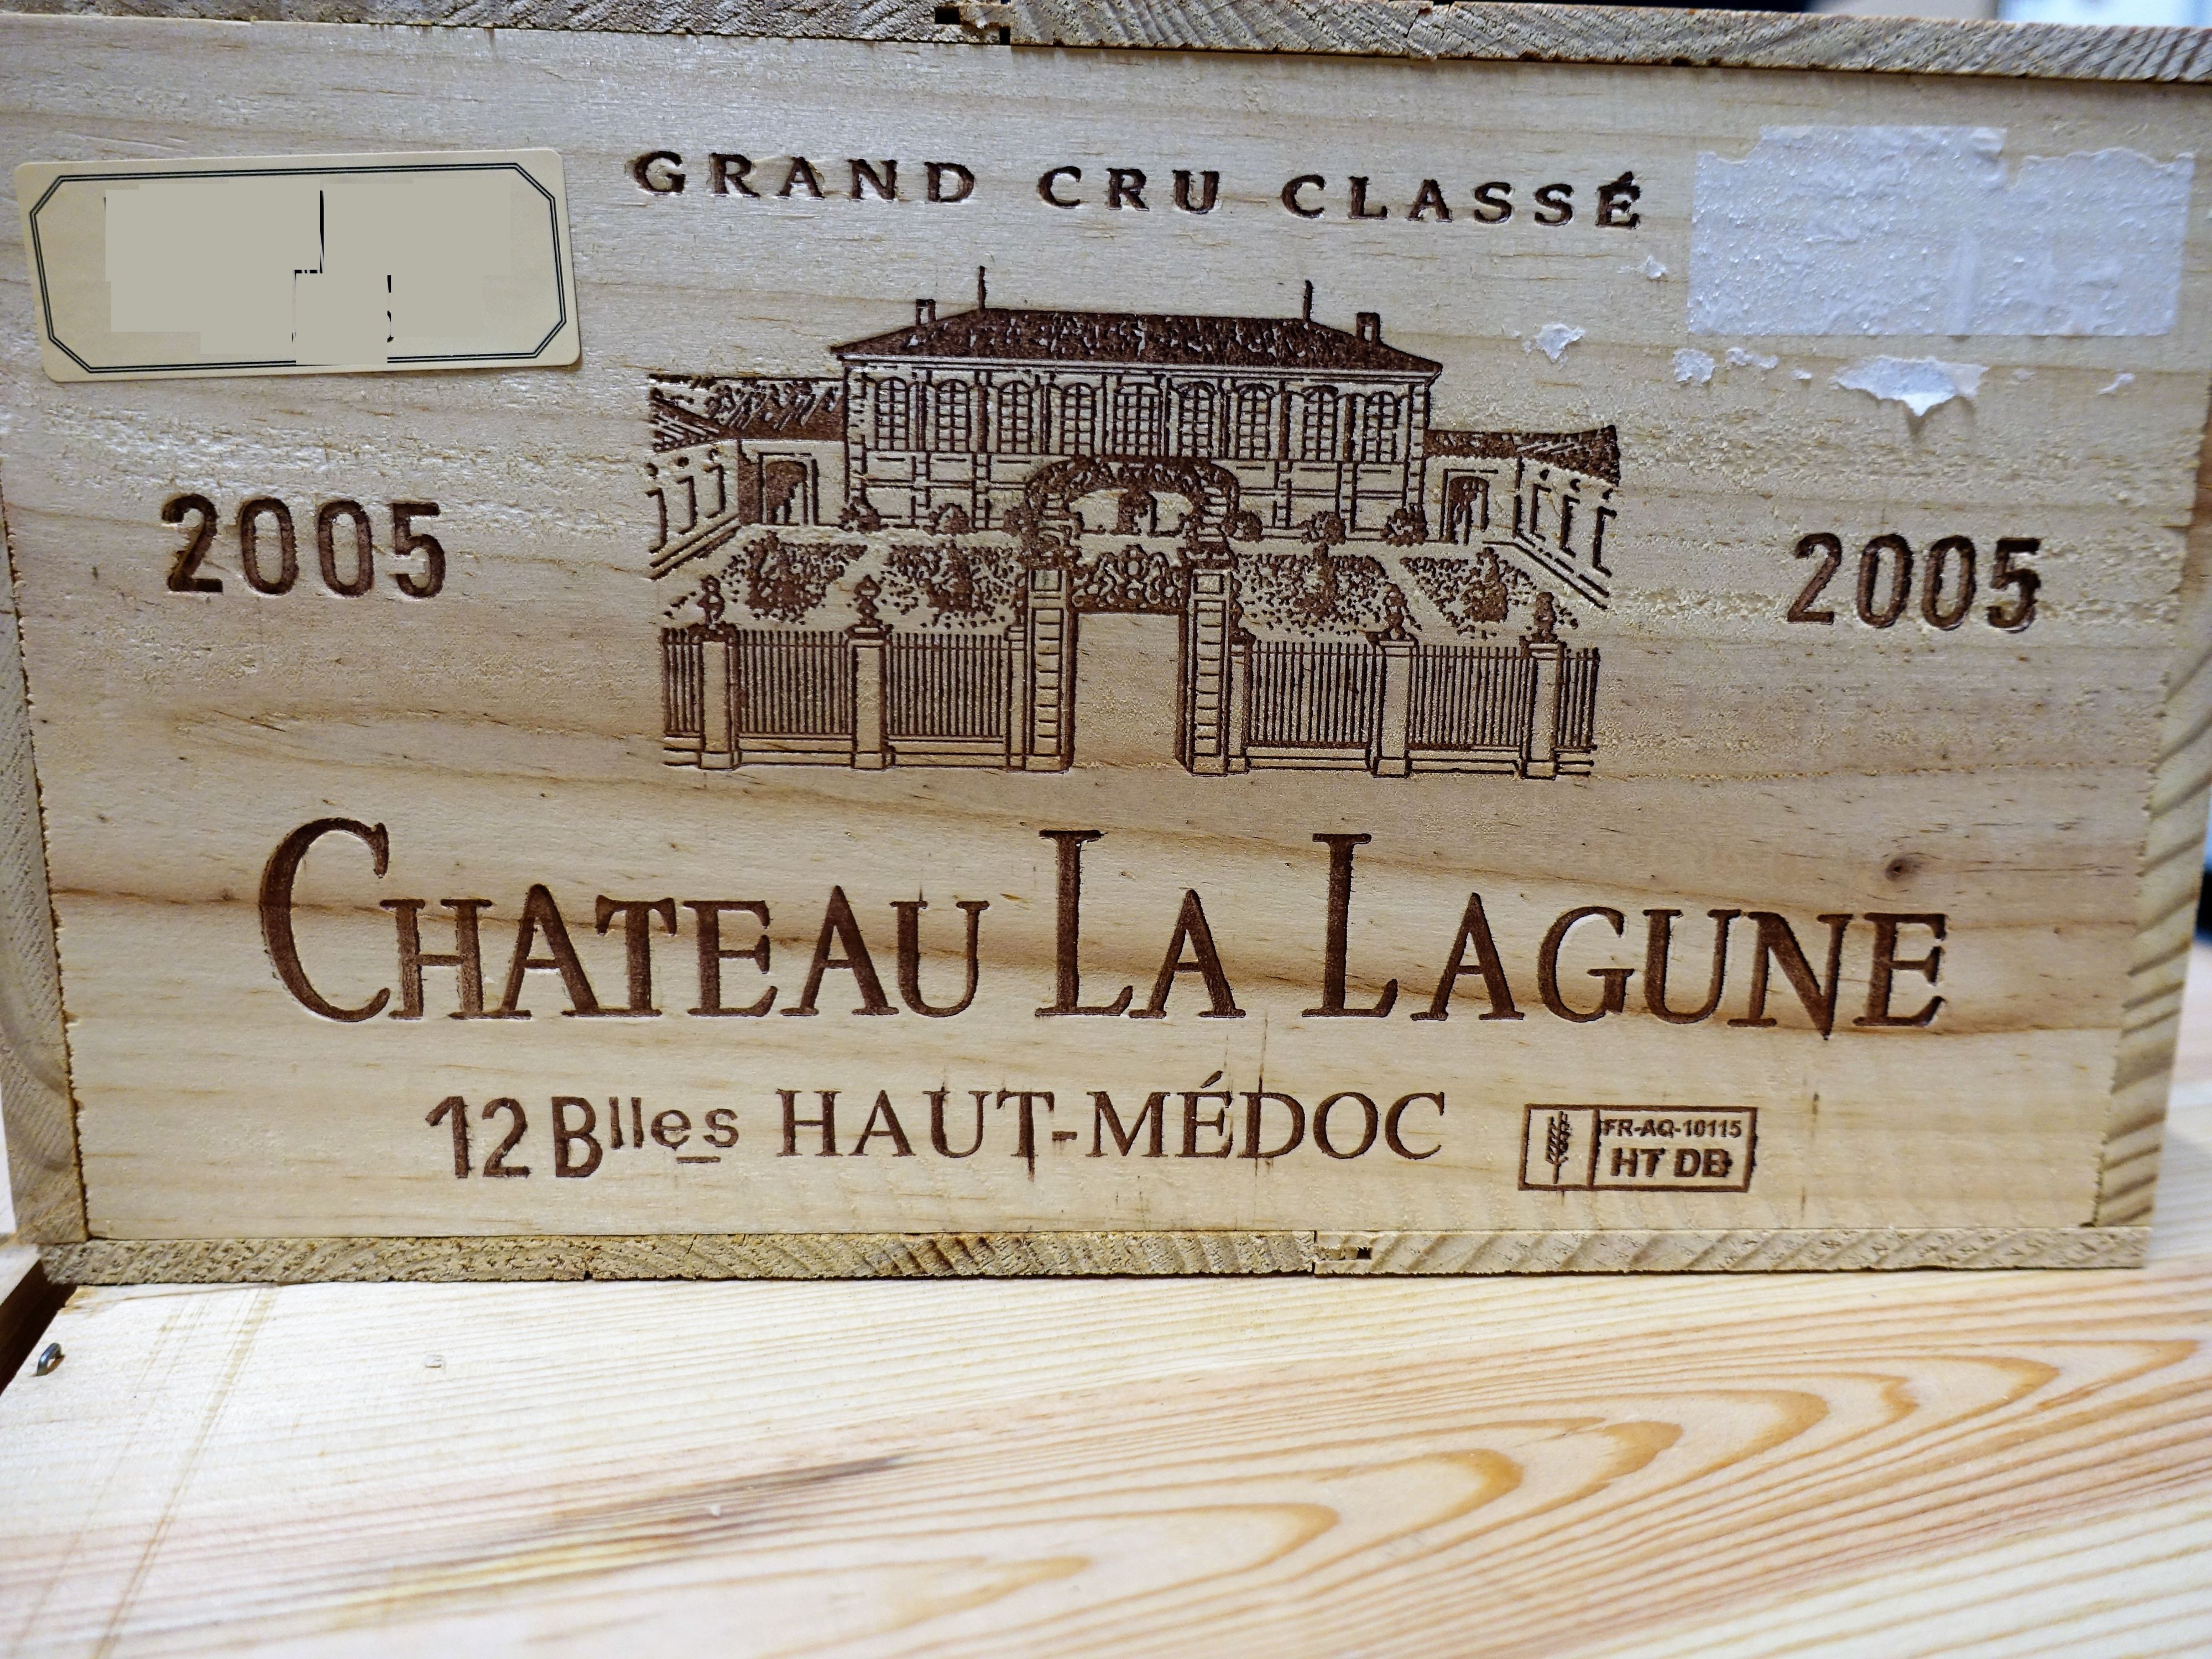 GRAND CRU CLASSÉ
2005
2005
CHATEAU LA LAGUNE
12 Blles HAUT-MÉDOC
FR-AQ-10115
HT DB